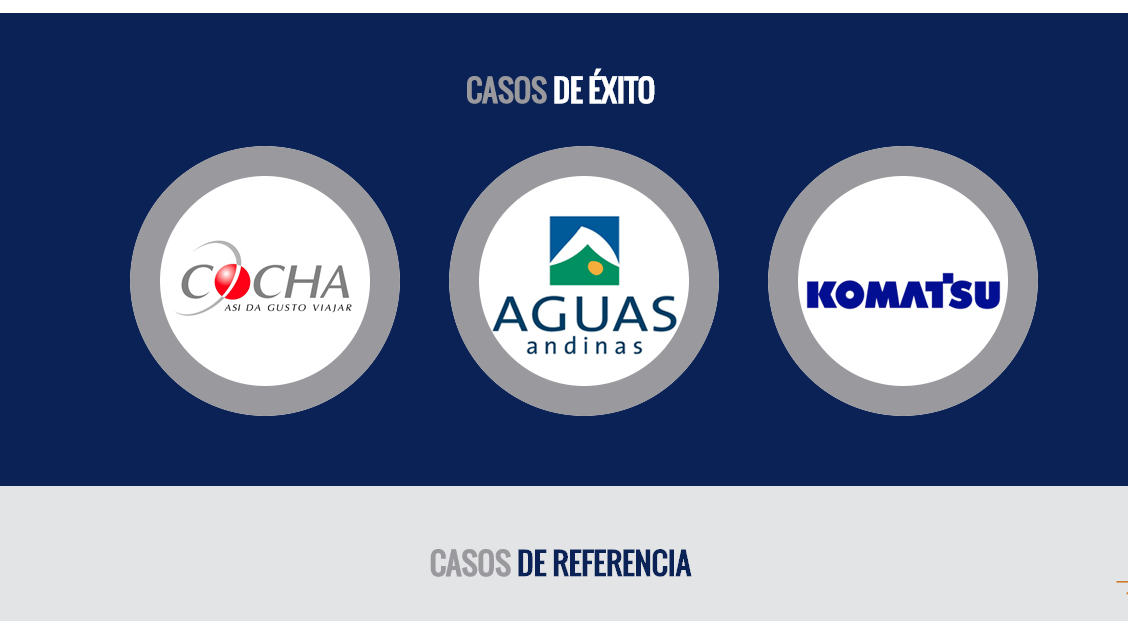 CASOS DE ÉXITO
COCHA
ASI DA GUSTO VIAJAR
AGUAS
andinas
KOMATSU
CASOS DE REFERENCIA